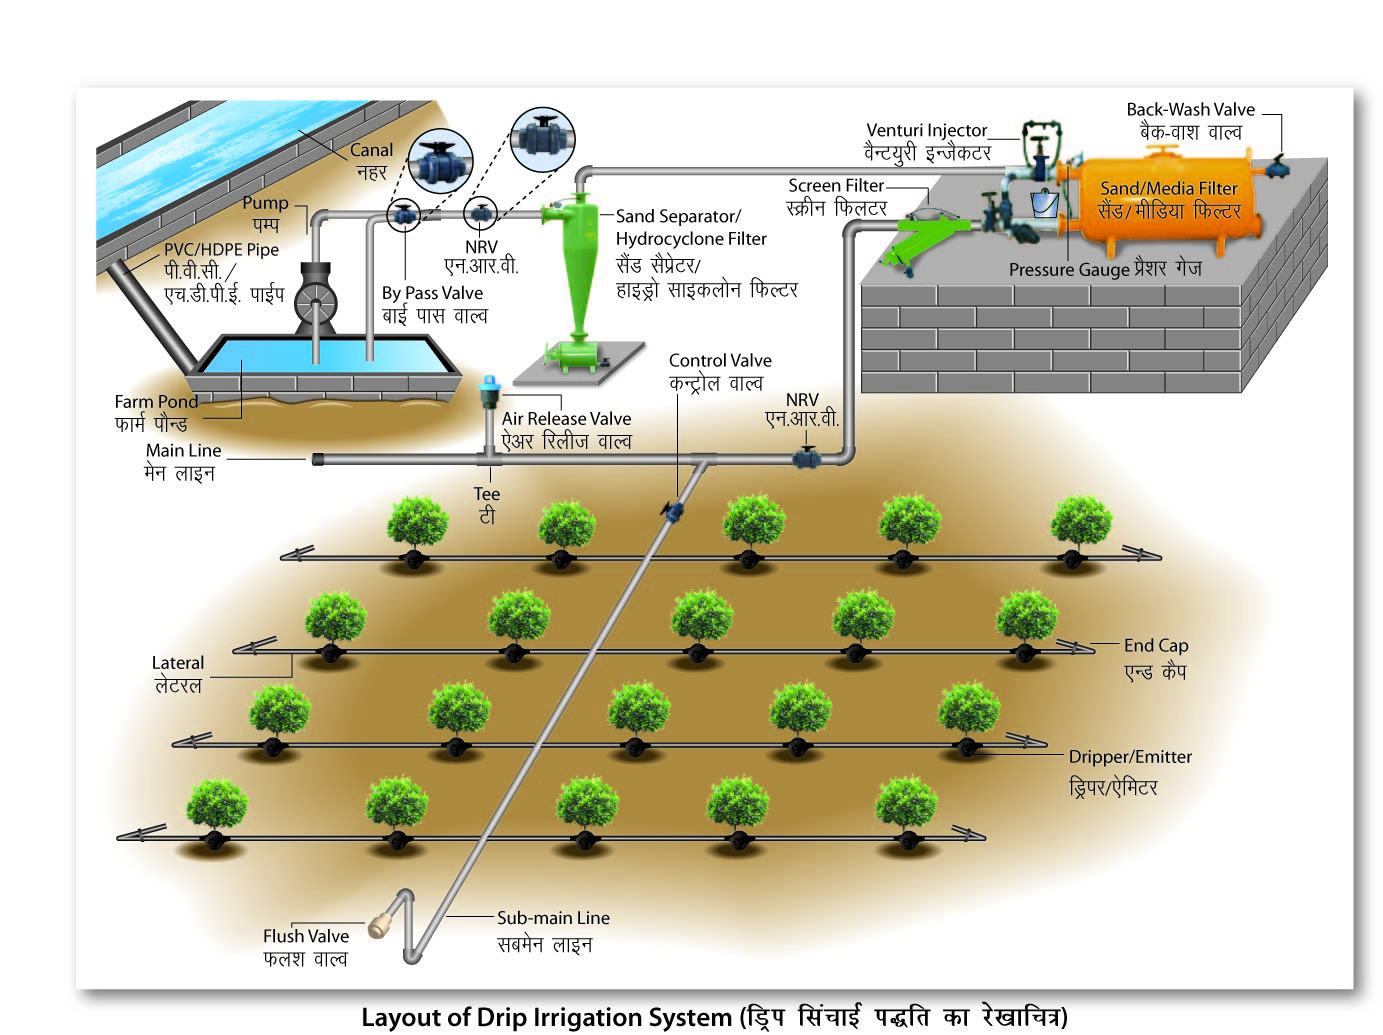 Back-Wash Valve
बैक-वाश वाल्व
Venturi Injector
वैन्टयुरी इन्जैकटर
Canal
नहर
Screen Filter
स्क्रीन फिलटर
Sand/Media Filter
सैंड/मीडिया फिल्टर
Pump
पम्प
Sand Separator/
Hydrocyclone Filter
सैंड सैप्रेटर/
हाइड्रो साइकलोन फिल्टर
PVC/HDPE Pipe
पी.वी.सी./
एच.डी.पी.ई. पाईप
NRV
एन.आर.वी.
Pressure Gauge प्रैशर गेज
By Pass Valve
बाई पास वाल्व
Control Valve
कन्ट्रोल वाल्व
Farm Pond
फार्म पौन्ड
Air Release Valve
ऐअर रिलीज वाल्व
NRV
एन.आर.वी.
Main Line
मेन लाइन
Tee
टी
End Cap
एन्ड कैप
Lateral
लेटरल
Dripper/Emitter
ड्रिपर/ऐमिटर
Sub-main Line
सबमेन लाइन
Flush Valve
फलश वाल्व
Layout of Drip Irrigation System (ड्रिप सिंचाई पद्धति का रेखाचित्र)